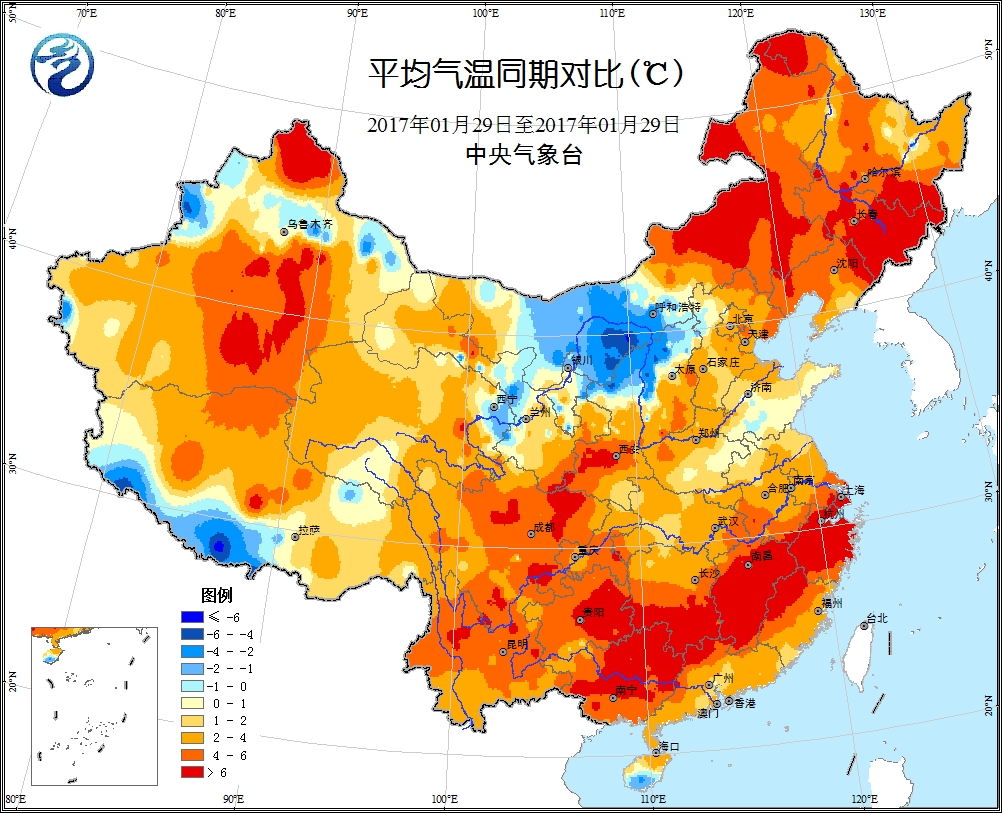 70°E 80°E 90°E 100°E 110°E 120°E 130°E
50°N
50°N
平均气温同期对比(℃)
2017年01月29日至2017年01月29日
中央气象台
哈尔滨
长春
乌鲁木齐
40°N
沈阳
40°N
呼和浩特
北京
天津
银川
石家庄
太原
济南
西宁
兰州
郑州
西安
30°N
南京
合肥
上海
30°N
杭州
武汉
拉萨
成都
重庆
南昌
长沙
图例
≤ -6
-6 - -4
-4 - -2
-2 - -1
-1 - 0
0 - 1
1 - 2
2 - 4
4 - 6
> 6
贵阳
福州
台北
昆明
20°N
广州
南宁
香港
澳门
20°N
海口
80°E 90°E 100°E 110°E 120°E